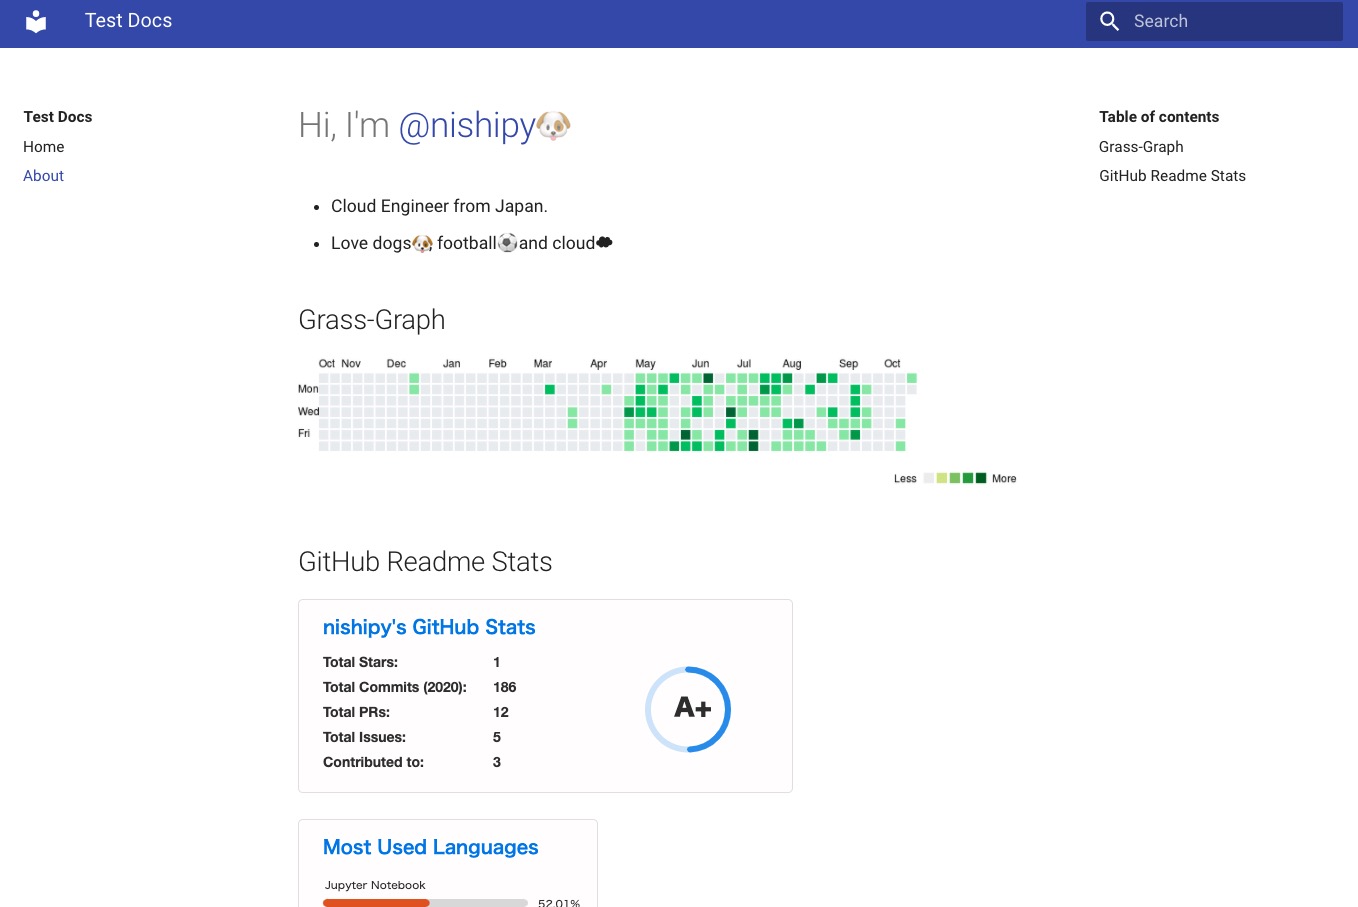 Test Docs
Search
Test Docs
Home
About
Hi, I'm @nishipy🐶
Cloud Engineer from Japan.
Love dogs🐶, football⚽and cloud☁
Grass-Graph
Oct Nov Dec Jan Feb Mar Apr May Jun Jul Aug Sep Oct
Mon
Wed
Fri
Less More
GitHub Readme Stats
nishipy's GitHub Stats
Total Stars: 1
Total Commits (2020): 186
Total PRs: 12
Total Issues: 5
Contributed to: 3
A+
Most Used Languages
Jupyter Notebook
52.01%
Table of contents
Grass-Graph
GitHub Readme Stats